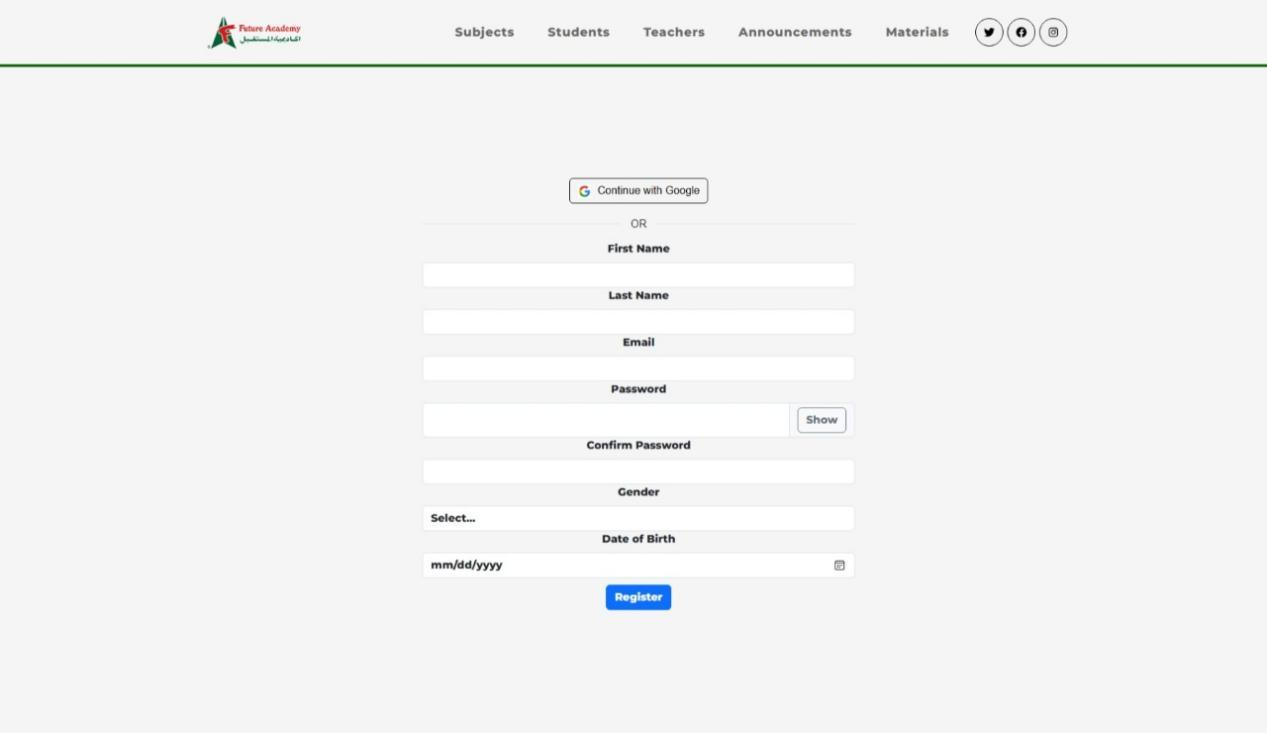 Future Academy
اكاديمية المستقبل
Subjects Students Teachers Announcements Materials
Continue with Google
OR
First Name
Last Name
Email
Password
Show
Confirm Password
Gender
Select...
Date of Birth
mm/dd/yyyy
Register